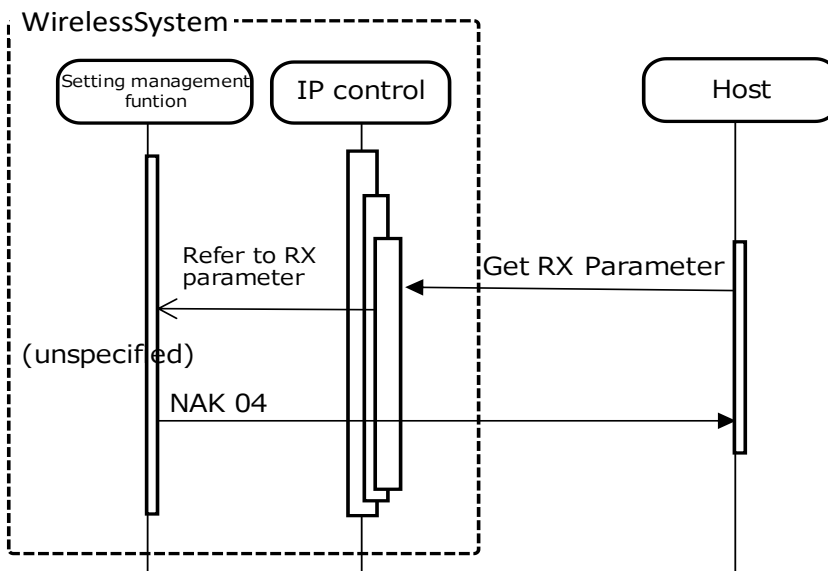 WirelessSystem
Setting management
funtion
IP control
Host
Refer to RX
parameter
Get RX Parameter
(unspecified)
NAK 04